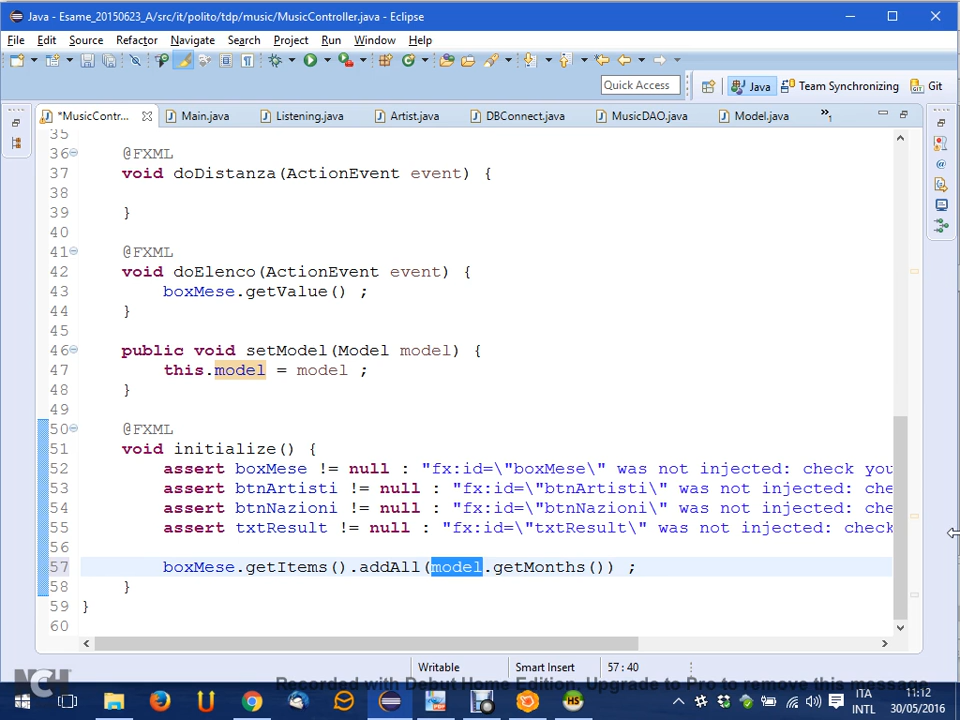 Java - Esame_20150623_A/src/it/polito/tdp/music/MusicController.java - Eclipse
File Edit Source Refactor Navigate Search Project Run Window Help
Quick Access Java Team Synchronizing Git
*MusicContr... Main.java Listening.java Artist.java DBConnect.java MusicDAO.java Model.java »1
35
36 @FXML
37 void doDistanza(ActionEvent event) {
38
39 }
40
41 @FXML
42 void doElenco(ActionEvent event) {
43 boxMese.getValue() ;
44 }
45
46 public void setModel(Model model) {
47 this.model = model ;
48 }
49
50 @FXML
51 void initialize() {
52 assert boxMese != null : "fx:id=\"boxMese\" was not injected: check you
53 assert btnArtisti != null : "fx:id=\"btnArtisti\" was not injected: che
54 assert btnNazioni != null : "fx:id=\"btnNazioni\" was not injected: che
55 assert txtResult != null : "fx:id=\"txtResult\" was not injected: check
56
57 boxMese.getItems().addAll(model.getMonths()) ;
58 }
59 }
60
Writable Smart Insert 57 : 40
NCH
Recorded with Debut Home Edition. Upgrade to Pro to remove this message
ITA 11:12
INTL 30/05/2016